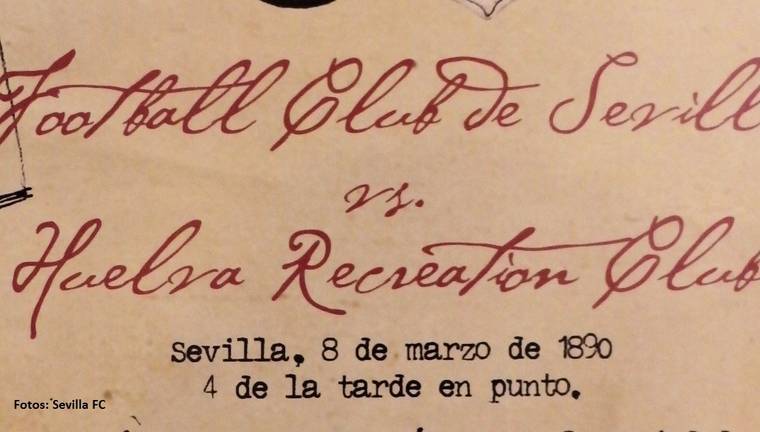 Football Club de Sevill
vs.
Huelva Recreation Club
Sevilla, 8 de marzo de 1890
4 de la tarde en punto.
Fotos: Sevilla FC